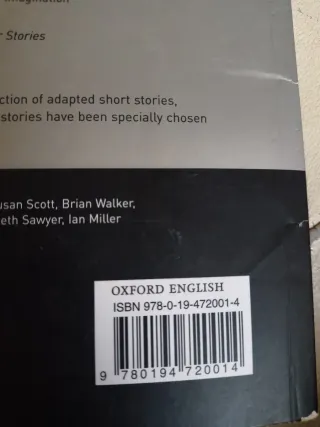 Imagination
Stories
ction of adapted short stories,
stories have been specially chosen
usan Scott, Brian Walker,
eth Sawyer, Ian Miller
OXFORD ENGLISH
ISBN 978-0-19-472001-4
9 780194 720014